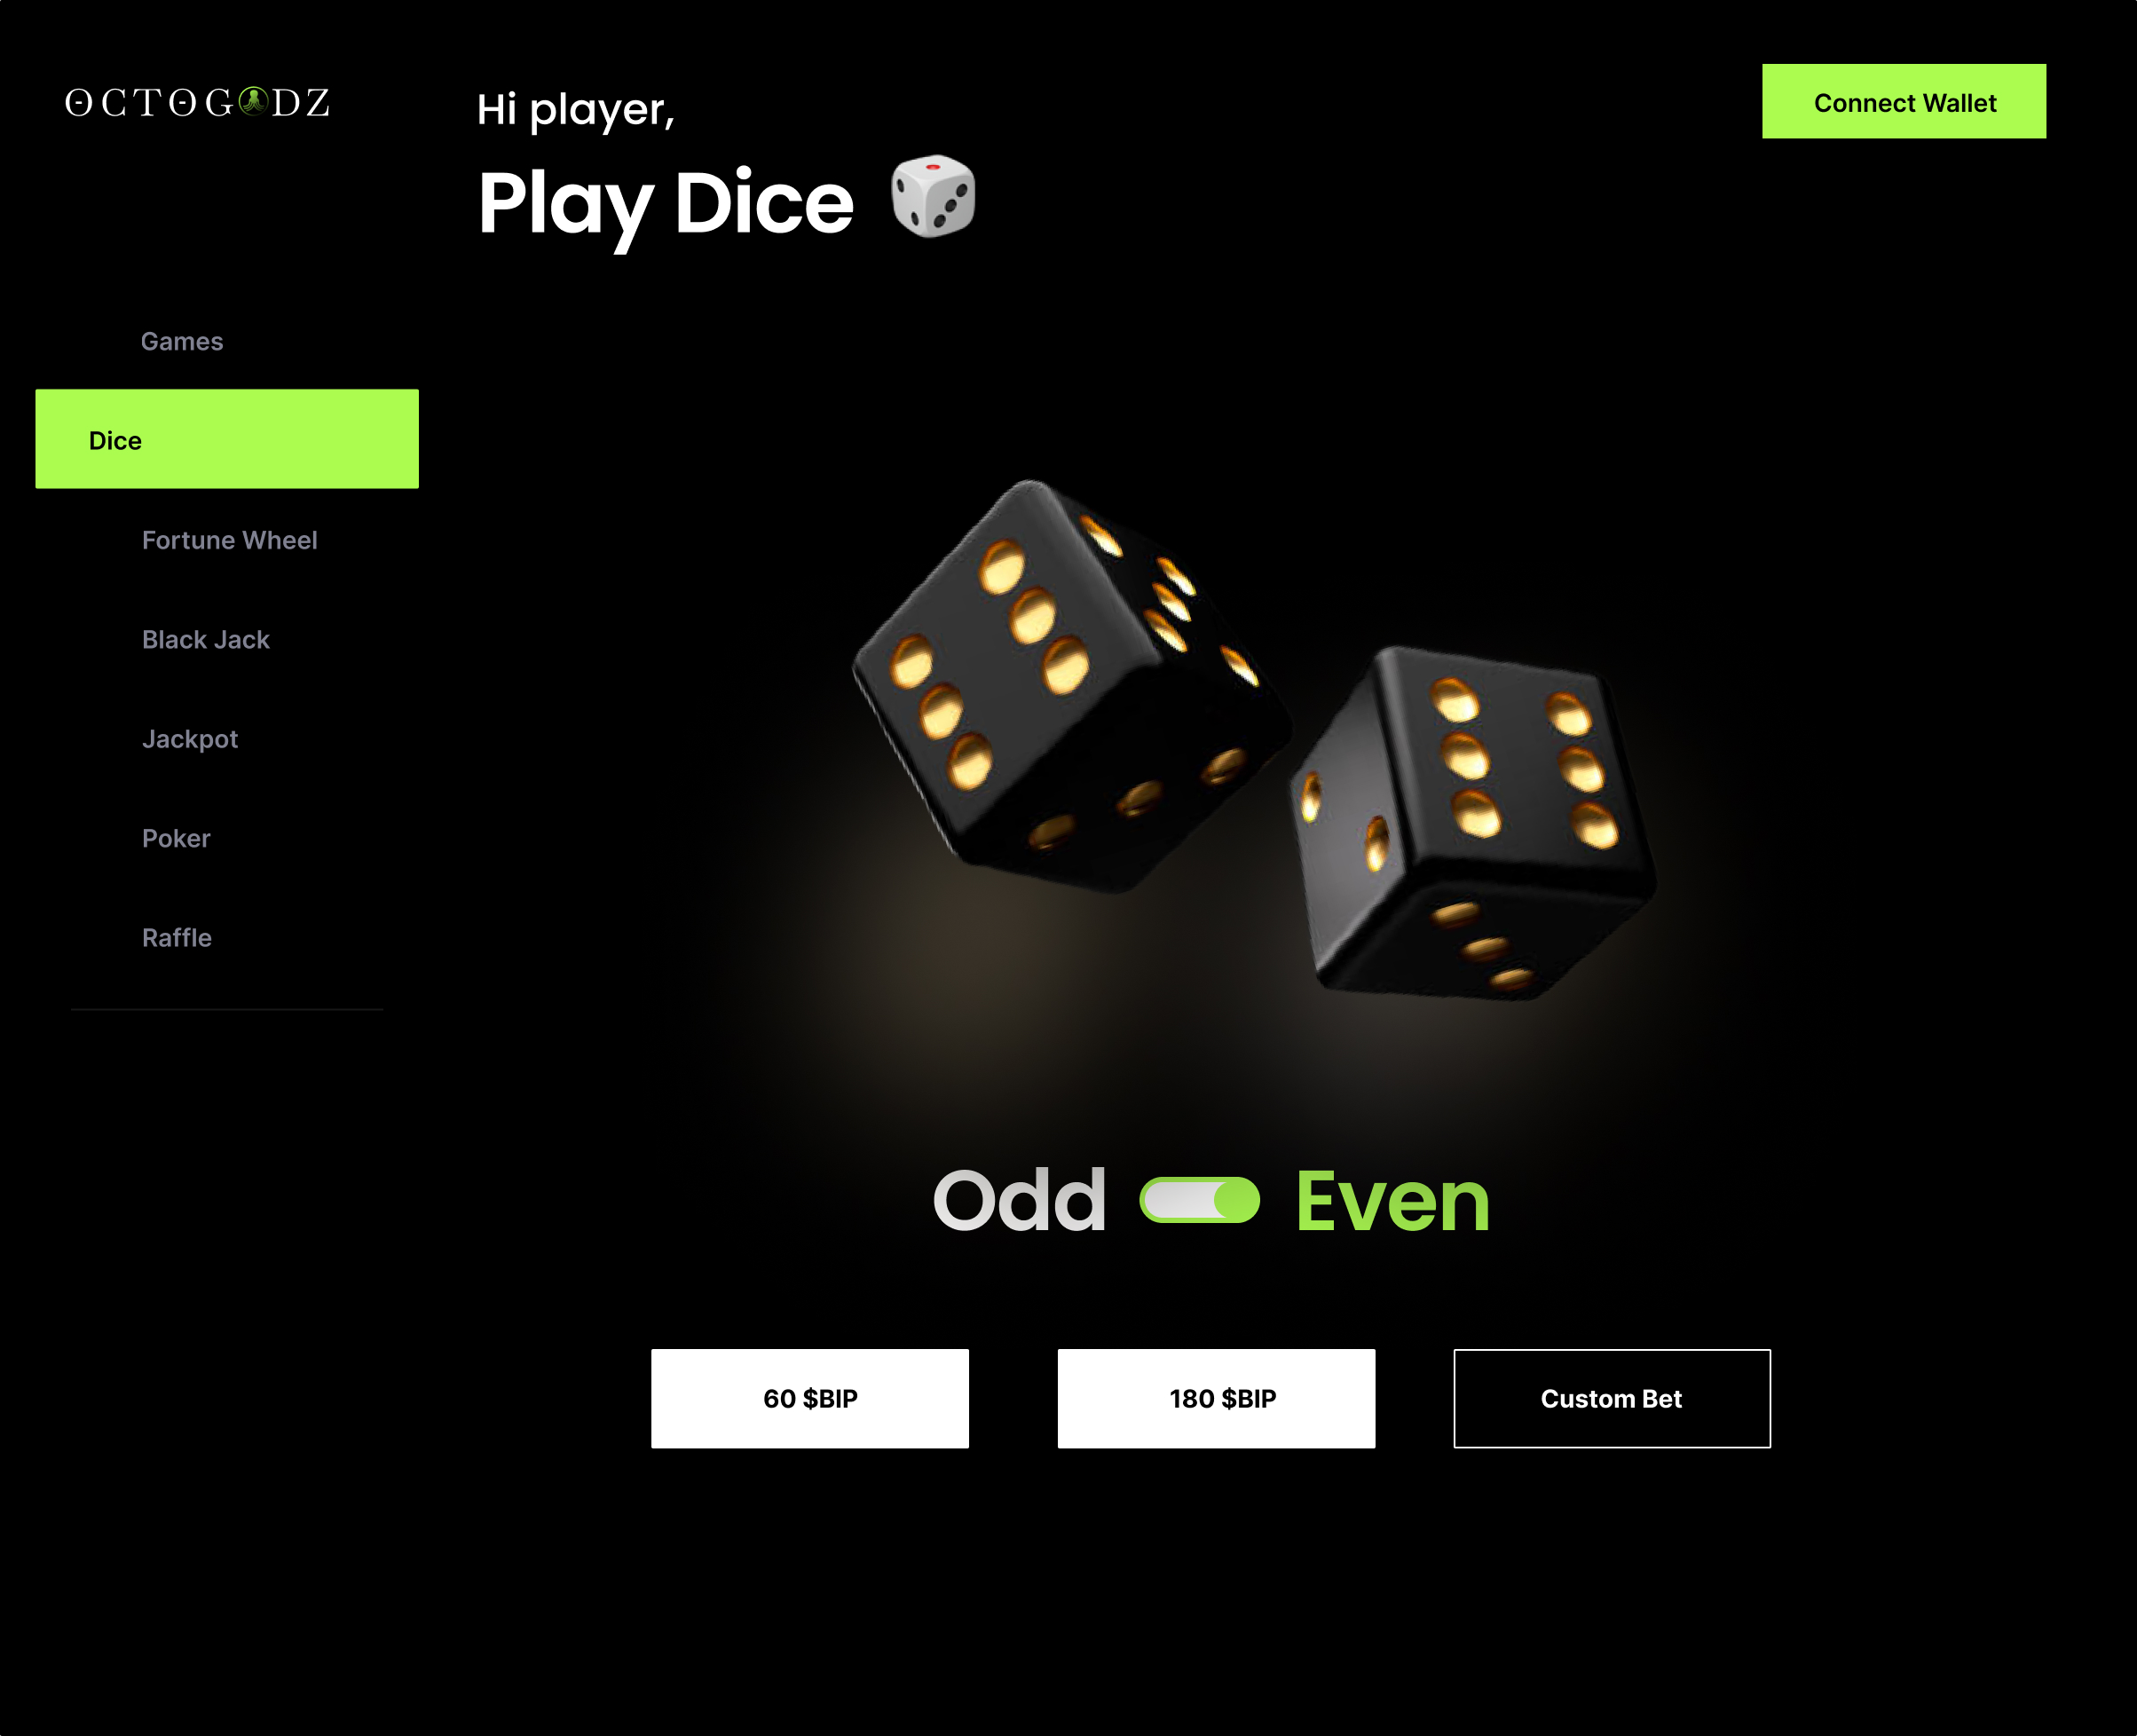 OCTOGODZ
Hi player,
Play Dice
Connect Wallet
Games
Dice
Fortune Wheel
Black Jack
Jackpot
Poker
Raffle
Odd Even
60 $BIP
180 $BIP
Custom Bet